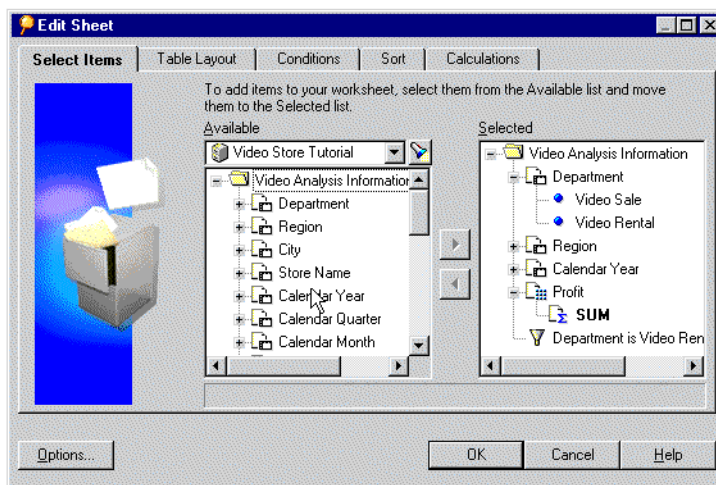 Edit Sheet
Select Items
Table Layout
Conditions
Sort
Calculations
To add items to your worksheet, select them from the Available list and move
them to the Selected list.
Available
Selected
Video Store Tutorial
Video Analysis Information
Department
Region
City
Store Name
Calendar Year
Calendar Quarter
Calendar Month
Video Analysis Information
Department
Video Sale
Video Rental
Region
Calendar Year
Profit
SUM
Department is Video Ren
Options...
OK
Cancel
Help